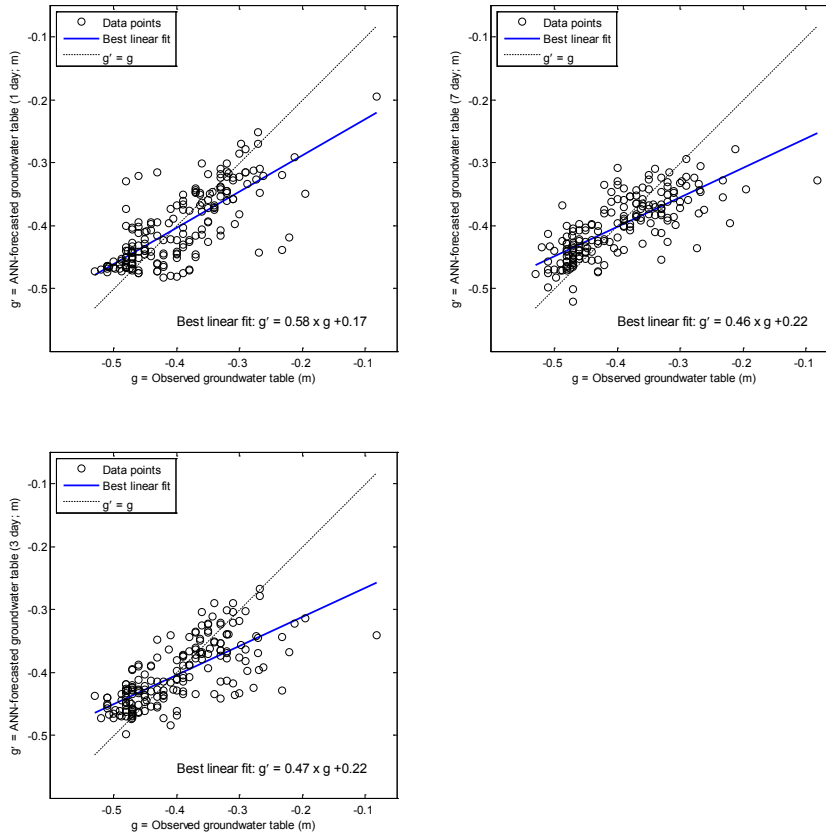 g' = ANN-forecasted groundwater table (1 day; m)
Data points
Best linear fit
g' = g
-0.1
-0.2
-0.3
-0.4
-0.5
Best linear fit: g' = 0.58 x g +0.17
-0.5 -0.4 -0.3 -0.2 -0.1
g = Observed groundwater table (m)
g' = ANN-forecasted groundwater table (7 day; m)
Data points
Best linear fit
g' = g
-0.1
-0.2
-0.3
-0.4
-0.5
Best linear fit: g' = 0.46 x g +0.22
-0.5 -0.4 -0.3 -0.2 -0.1
g = Observed groundwater table (m)
g' = ANN-forecasted groundwater table (3 day; m)
Data points
Best linear fit
g' = g
-0.1
-0.2
-0.3
-0.4
-0.5
Best linear fit: g' = 0.47 x g +0.22
-0.5 -0.4 -0.3 -0.2 -0.1
g = Observed groundwater table (m)